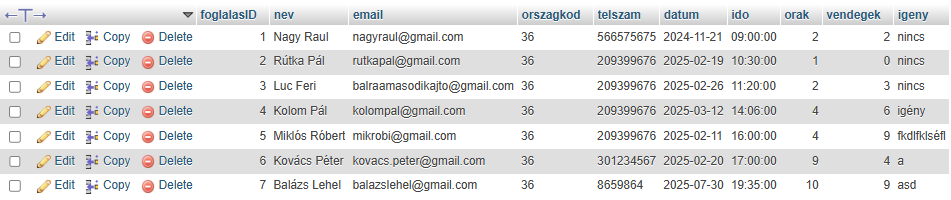 foglalasID nev email orszagkod telszam datum ido orak vendegek igeny
Edit Copy Delete 1 Nagy Raul nagyraul@gmail.com 36 566575675 2024-11-21 09:00:00 2 2 nincs
Edit Copy Delete 2 Rútka Pál rutkapal@gmail.com 36 209399676 2025-02-19 10:30:00 1 0 nincs
Edit Copy Delete 3 Luc Feri balraamasodikajto@gmail.com 36 209399676 2025-02-26 11:20:00 2 3 nincs
Edit Copy Delete 4 Kolom Pál kolompal@gmail.com 36 209399676 2025-03-12 14:06:00 4 6 igény
Edit Copy Delete 5 Miklós Róbert mikrobi@gmail.com 36 209399676 2025-02-11 16:00:00 4 9 fkdlfklséfl
Edit Copy Delete 6 Kovács Péter kovacs.peter@gmail.com 36 301234567 2025-02-20 17:00:00 9 4 a
Edit Copy Delete 7 Balázs Lehel balazslehel@gmail.com 36 8659864 2025-07-30 19:35:00 10 9 asd